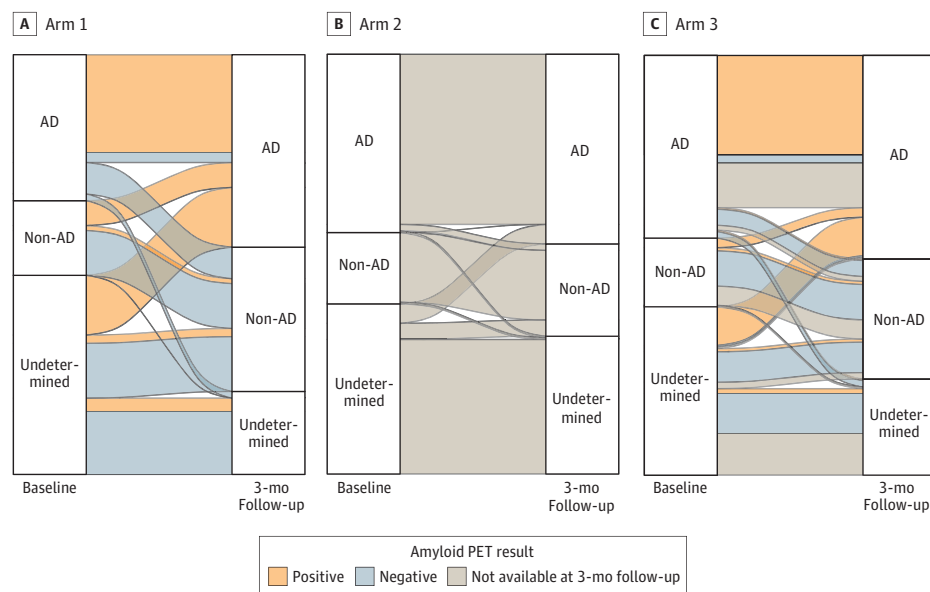 A Arm 1
AD
Non-AD
Undeter-
mined
Baseline
AD
Non-AD
Undeter-
mined
3-mo
Follow-up
B Arm 2
AD
Non-AD
Undeter-
mined
Baseline
AD
Non-AD
Undeter-
mined
3-mo
Follow-up
C Arm 3
AD
Non-AD
Undeter-
mined
Baseline
AD
Non-AD
Undeter-
mined
3-mo
Follow-up
Amyloid PET result
Positive Negative Not available at 3-mo follow-up